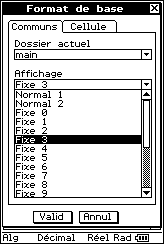 Format de base
Communs
Cellule
Dossier actuel
main
Affichage
Fixe 3
Normal 1
Normal 2
Fixe 0
Fixe 1
Fixe 2
Fixe 3
Fixe 4
Fixe 5
Fixe 6
Fixe 7
Fixe 8
Fixe 9
Valid
Annul
Alg Décimal Réel Rad